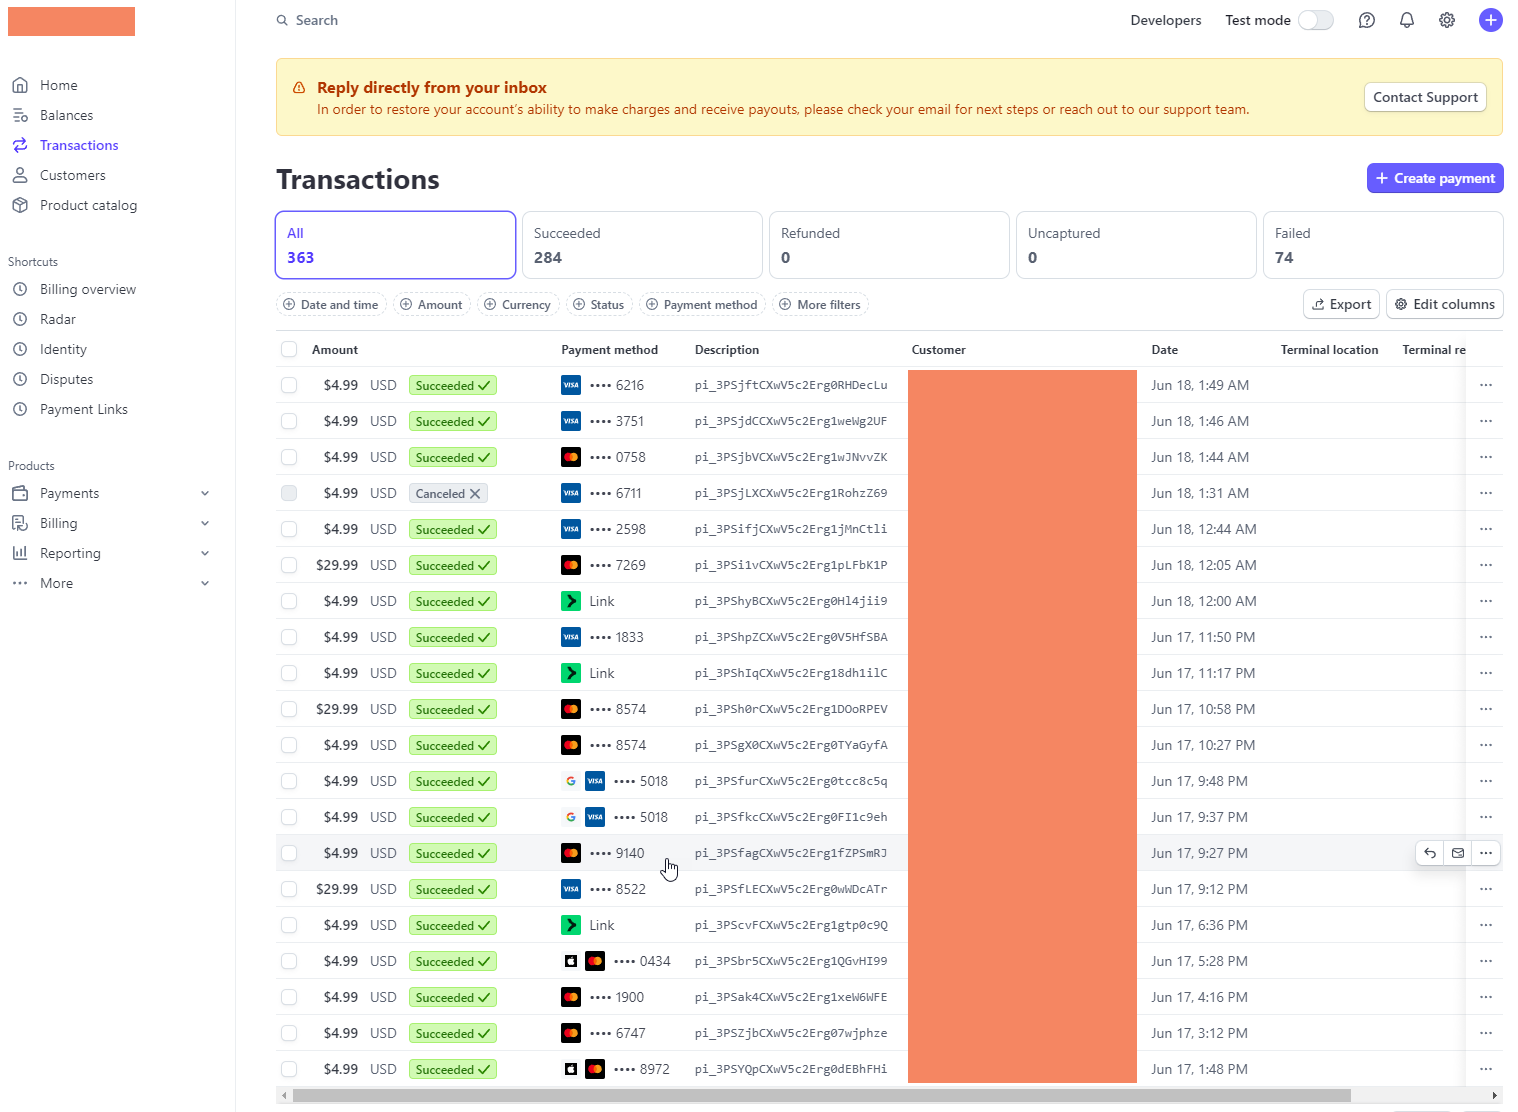 Search
Developers
Test mode
Home
Balances
Transactions
Customers
Product catalog
Shortcuts
Billing overview
Radar
Identity
Disputes
Payment Links
Products
Payments
Billing
Reporting
More
Reply directly from your inbox
In order to restore your account's ability to make charges and receive payouts, please check your email for next steps or reach out to our support team.
Contact Support
Transactions
Create payment
All
363
Succeeded
284
Refunded
0
Uncaptured
0
Failed
74
Date and time
Amount
Currency
Status
Payment method
More filters
Export
Edit columns
Amount Payment method Description Customer Date Terminal location Terminal re
$4.99 USD Succeeded VISA •••• 6216 pi_3PSjftCXwV5c2Erg0RHDecLu Jun 18, 1:49 AM
$4.99 USD Succeeded VISA •••• 3751 pi_3PSjdCCXwV5c2Erg1weWg2UF Jun 18, 1:46 AM
$4.99 USD Succeeded •••• 0758 pi_3PSjbVCXwV5c2Erg1wJNvvZK Jun 18, 1:44 AM
$4.99 USD Canceled VISA •••• 6711 pi_3PSjLXCXwV5c2Erg1RohzZ69 Jun 18, 1:31 AM
$4.99 USD Succeeded VISA •••• 2598 pi_3PSifjCXwV5c2Erg1jMnCtli Jun 18, 12:44 AM
$29.99 USD Succeeded •••• 7269 pi_3PSi1vCXwV5c2Erg1pLFbK1P Jun 18, 12:05 AM
$4.99 USD Succeeded Link pi_3PShyBCXwV5c2Erg0Hl4jii9 Jun 18, 12:00 AM
$4.99 USD Succeeded VISA •••• 1833 pi_3PShpZCXwV5c2Erg0V5HfSBA Jun 17, 11:50 PM
$4.99 USD Succeeded Link pi_3PShIqCXwV5c2Erg18dh1ilC Jun 17, 11:17 PM
$29.99 USD Succeeded •••• 8574 pi_3PSh0rCXwV5c2Erg1DOoRPEV Jun 17, 10:58 PM
$4.99 USD Succeeded •••• 8574 pi_3PSgX0CXwV5c2Erg0TYaGyfA Jun 17, 10:27 PM
$4.99 USD Succeeded G VISA •••• 5018 pi_3PSfurCXwV5c2Erg0tcc8c5q Jun 17, 9:48 PM
$4.99 USD Succeeded G VISA •••• 5018 pi_3PSfkcCXwV5c2Erg0FI1c9eh Jun 17, 9:37 PM
$4.99 USD Succeeded •••• 9140 pi_3PSfagCXwV5c2Erg1fZPSmRJ Jun 17, 9:27 PM
$29.99 USD Succeeded VISA •••• 8522 pi_3PSfLECXwV5c2Erg0wWDcATr Jun 17, 9:12 PM
$4.99 USD Succeeded Link pi_3PScvFCXwV5c2Erg1gtp0c9Q Jun 17, 6:36 PM
$4.99 USD Succeeded •••• 0434 pi_3PSbr5CXwV5c2Erg1QGvHI99 Jun 17, 5:28 PM
$4.99 USD Succeeded •••• 1900 pi_3PSak4CXwV5c2Erg1xeW6WFE Jun 17, 4:16 PM
$4.99 USD Succeeded •••• 6747 pi_3PSZjbCXwV5c2Erg07wjphze Jun 17, 3:12 PM
$4.99 USD Succeeded •••• 8972 pi_3PSYQpCXwV5c2Erg0dEBhFHi Jun 17, 1:48 PM